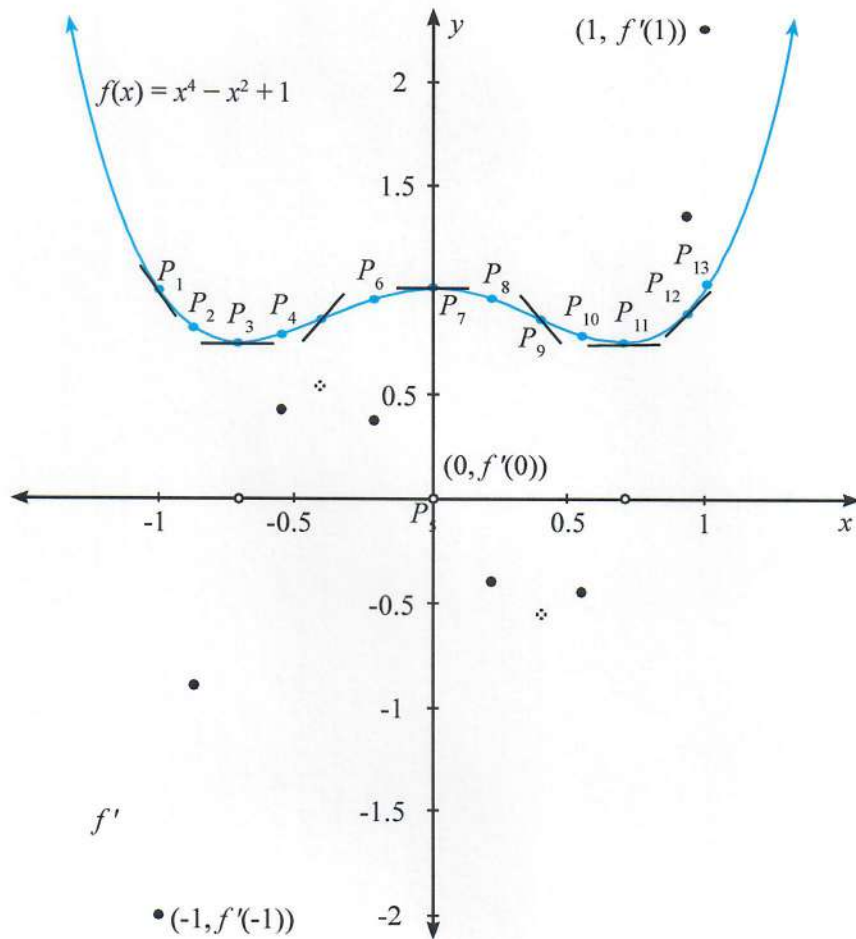 y
(1, f'(1))
2
f(x) = x⁴ − x² + 1
1.5
P₁ P₂ P₃ P₄ P₆ P₇ P₈ P₉ P₁₀ P₁₁ P₁₂ P₁₃
0.5
(0, f'(0))
-1 -0.5 P₅ 0.5 1 x
-0.5
-1
f'
-1.5
(-1, f'(-1))
-2